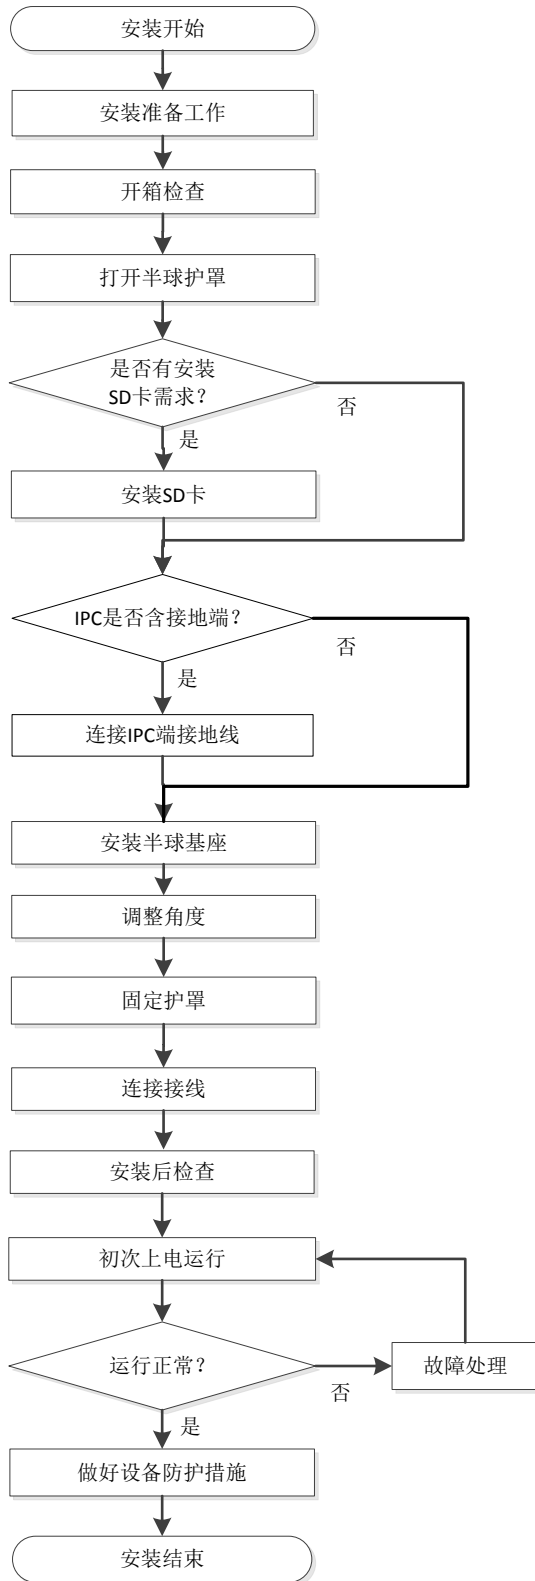 安装开始
安装准备工作
开箱检查
打开半球护罩
是否有安装
SD卡需求？
否
是
安装SD卡
IPC是否含接地端？
否
是
连接IPC端接地线
安装半球基座
调整角度
固定护罩
连接接线
安装后检查
初次上电运行
运行正常？
否
故障处理
是
做好设备防护措施
安装结束